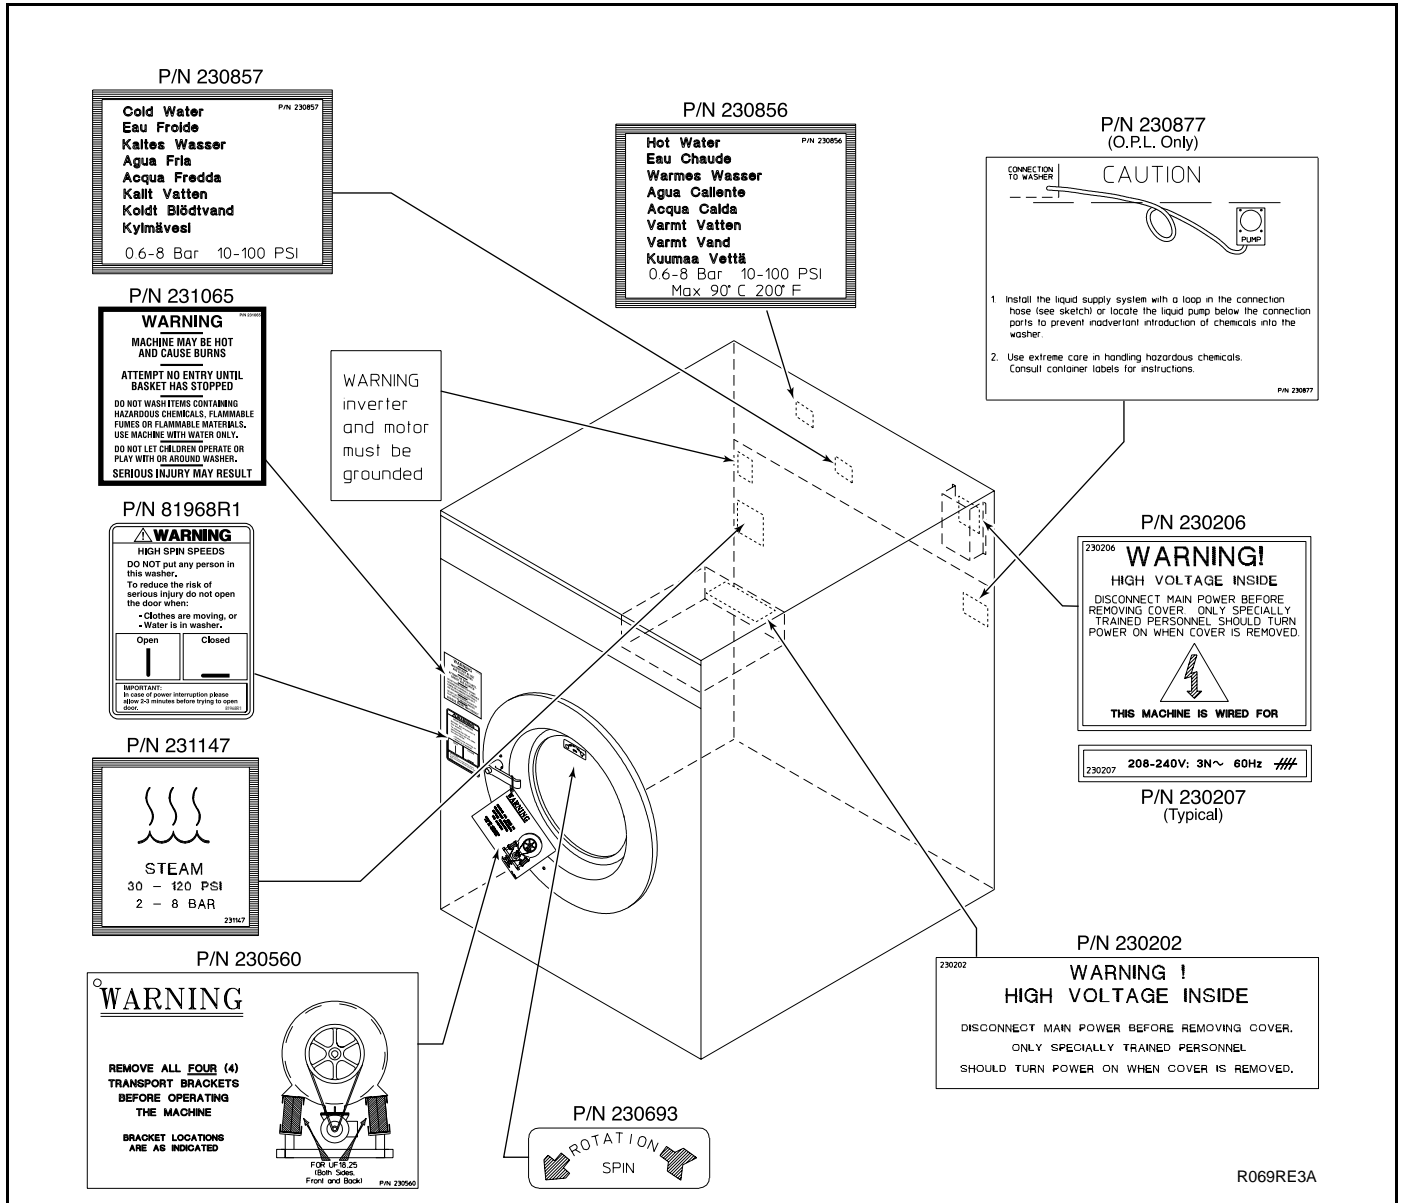 P/N 230857
Cold Water P/N 230857
Eau Froide
Kaltes Wasser
Agua Fria
Acqua Fredda
Kallt Vatten
Koldt Blödtvand
Kylmävesi
0.6-8 Bar 10-100 PSI
P/N 230856
Hot Water P/N 230856
Eau Chaude
Warmes Wasser
Agua Caliente
Acqua Calda
Varmt Vatten
Varmt Vand
Kuumaa Vettä
0.6-8 Bar 10-100 PSI
Max 90° C 200° F
P/N 230877
(O.P.L. Only)
CONNECTION
TO WASHER
CAUTION
PUMP
1. Install the liquid supply system with a loop in the connection
hose (see sketch) or locate the liquid pump below the connection
ports to prevent inadvertant introduction of chemicals into the
washer.
2. Use extreme care in handling hazardous chemicals.
Consult container labels for instructions.
P/N 230877
P/N 231065
WARNING P/N 231065
MACHINE MAY BE HOT
AND CAUSE BURNS
ATTEMPT NO ENTRY UNTIL
BASKET HAS STOPPED
DO NOT WASH ITEMS CONTAINING
HAZARDOUS CHEMICALS, FLAMMABLE
FUMES OR FLAMMABLE MATERIALS.
USE MACHINE WITH WATER ONLY.
DO NOT LET CHILDREN OPERATE OR
PLAY WITH OR AROUND WASHER.
SERIOUS INJURY MAY RESULT
WARNING
inverter
and motor
must be
grounded
P/N 81968R1
WARNING
HIGH SPIN SPEEDS
DO NOT put any person in
this washer.
To reduce the risk of
serious injury do not open
the door when:
- Clothes are moving, or
- Water is in washer.
Open Closed
IMPORTANT:
In case of power interruption please
allow 2-3 minutes before trying to open
door. 81968R1
P/N 230206
230206 WARNING!
HIGH VOLTAGE INSIDE
DISCONNECT MAIN POWER BEFORE
REMOVING COVER. ONLY SPECIALLY
TRAINED PERSONNEL SHOULD TURN
POWER ON WHEN COVER IS REMOVED.
THIS MACHINE IS WIRED FOR
230207 208-240V: 3N~ 60Hz
P/N 230207
(Typical)
P/N 231147
STEAM
30 - 120 PSI
2 - 8 BAR
231147
WARNING
P/N 230560
WARNING
REMOVE ALL FOUR (4)
TRANSPORT BRACKETS
BEFORE OPERATING
THE MACHINE
BRACKET LOCATIONS
ARE AS INDICATED
FOR UF18,25
(Both Sides,
Front and Back)
P/N 230560
P/N 230693
ROTATION
SPIN
P/N 230202
230202 WARNING !
HIGH VOLTAGE INSIDE
DISCONNECT MAIN POWER BEFORE REMOVING COVER.
ONLY SPECIALLY TRAINED PERSONNEL
SHOULD TURN POWER ON WHEN COVER IS REMOVED.
R069RE3A